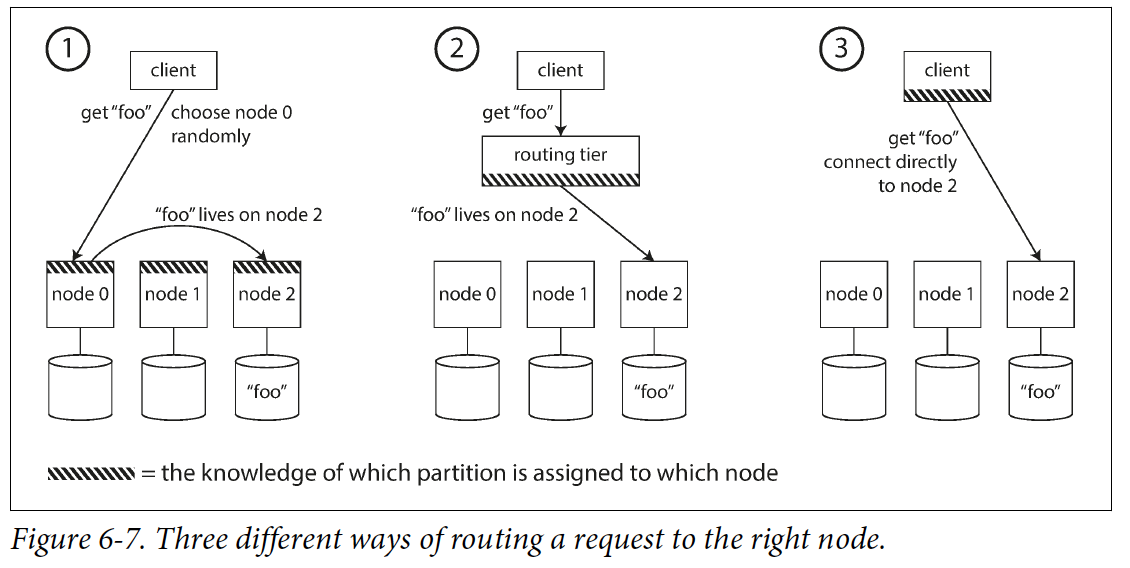 1
client
get “foo”
choose node 0
randomly
“foo” lives on node 2
node 0
node 1
node 2
“foo”
2
client
get “foo”
routing tier
“foo” lives on node 2
node 0
node 1
node 2
“foo”
3
client
get “foo”
connect directly
to node 2
node 0
node 1
node 2
“foo”
= the knowledge of which partition is assigned to which node
Figure 6-7. Three different ways of routing a request to the right node.